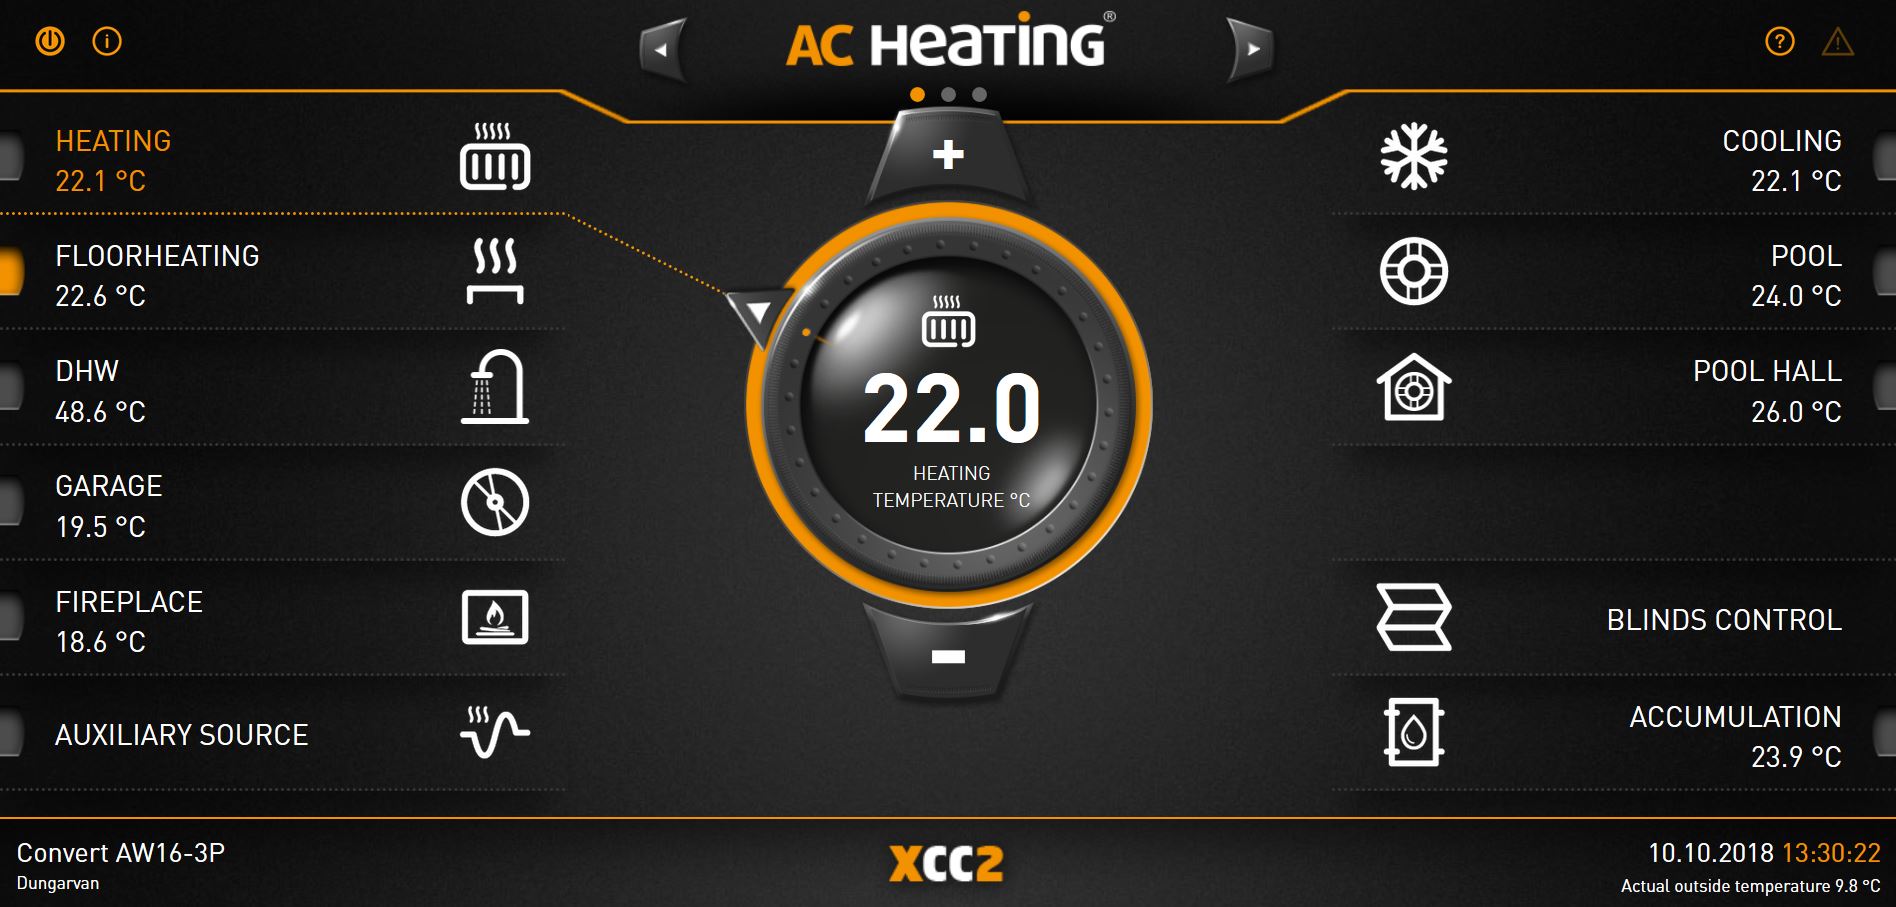 AC Heating®
HEATING
22.1 °C
FLOORHEATING
22.6 °C
DHW
48.6 °C
GARAGE
19.5 °C
FIREPLACE
18.6 °C
AUXILIARY SOURCE
+
22.0
HEATING
TEMPERATURE °C
-
COOLING
22.1 °C
POOL
24.0 °C
POOL HALL
26.0 °C
BLINDS CONTROL
ACCUMULATION
23.9 °C
Convert AW16-3P
Dungarvan
XCC2
10.10.2018 13:30:22
Actual outside temperature 9.8 °C